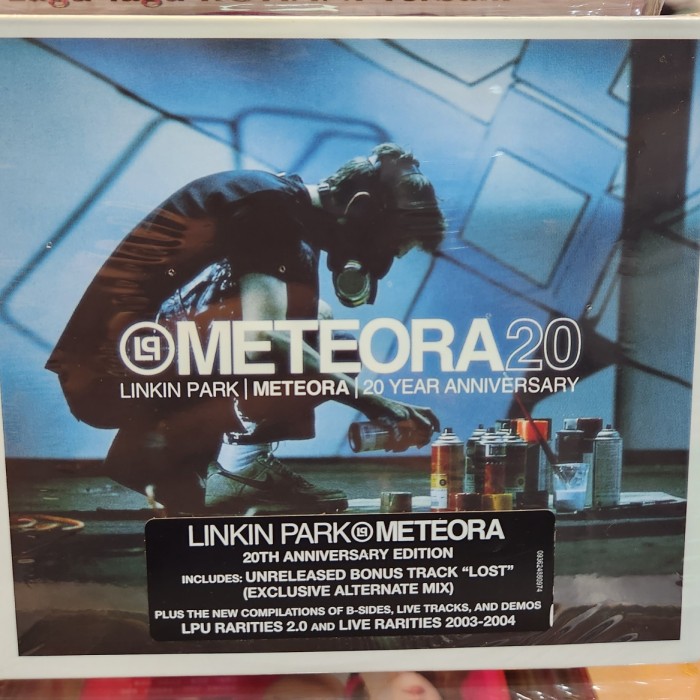 LP METEORA20
LINKIN PARK | METEORA | 20 YEAR ANNIVERSARY
LINKIN PARK LP METEORA
20TH ANNIVERSARY EDITION
INCLUDES: UNRELEASED BONUS TRACK “LOST”
(EXCLUSIVE ALTERNATE MIX)
PLUS THE NEW COMPILATIONS OF B-SIDES, LIVE TRACKS, AND DEMOS
LPU RARITIES 2.0 AND LIVE RARITIES 2003-2004